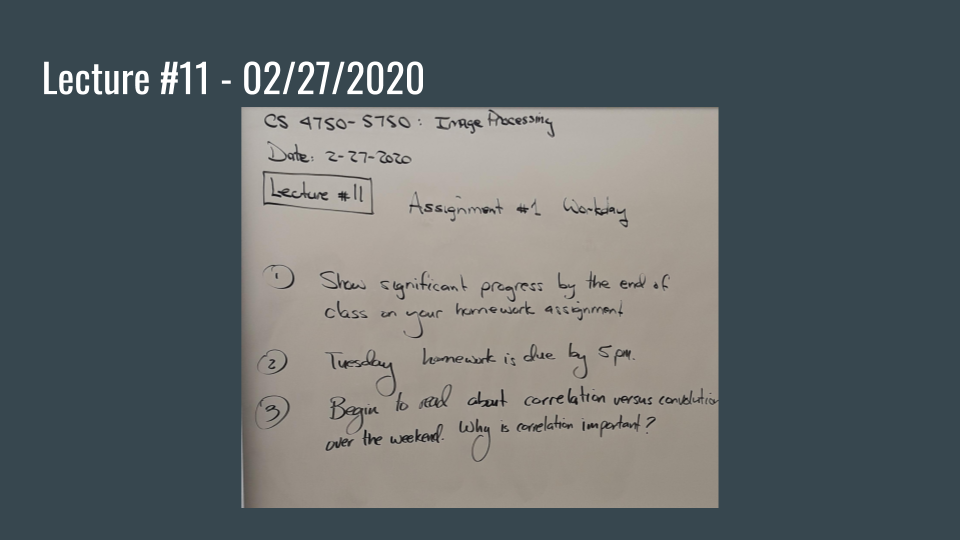 Lecture #11 - 02/27/2020
CS 4750-5750: Image Processing
Date: 2-27-2020
Lecture #11
Assignment #1 Workday
1 Show significant progress by the end of
class on your homework assignment
2 Tuesday homework is due by 5pm.
3 Begin to read about correlation versus convolution
over the weekend. Why is correlation important?